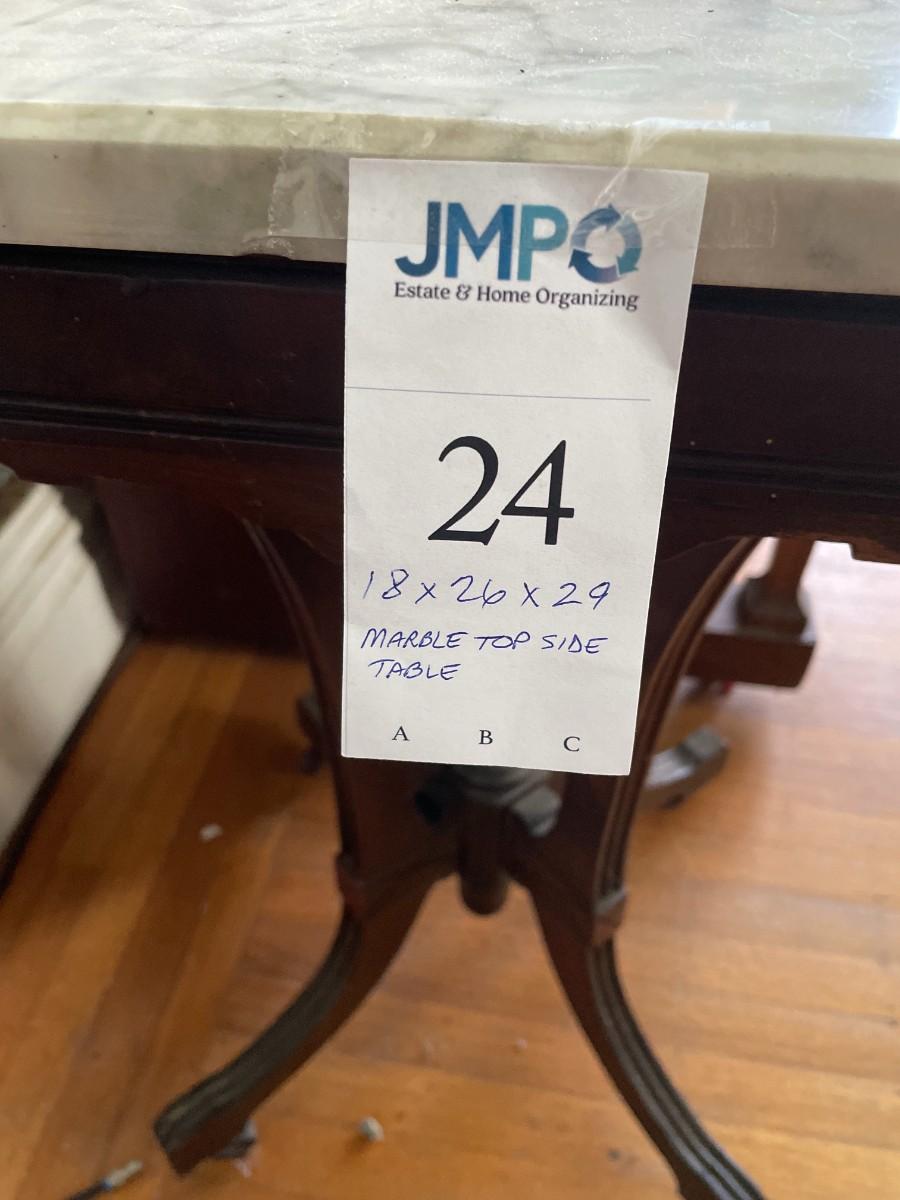 JMPO
Estate & Home Organizing
24
18 x 26 x 29
MARBLE TOP SIDE
TABLE
A B C